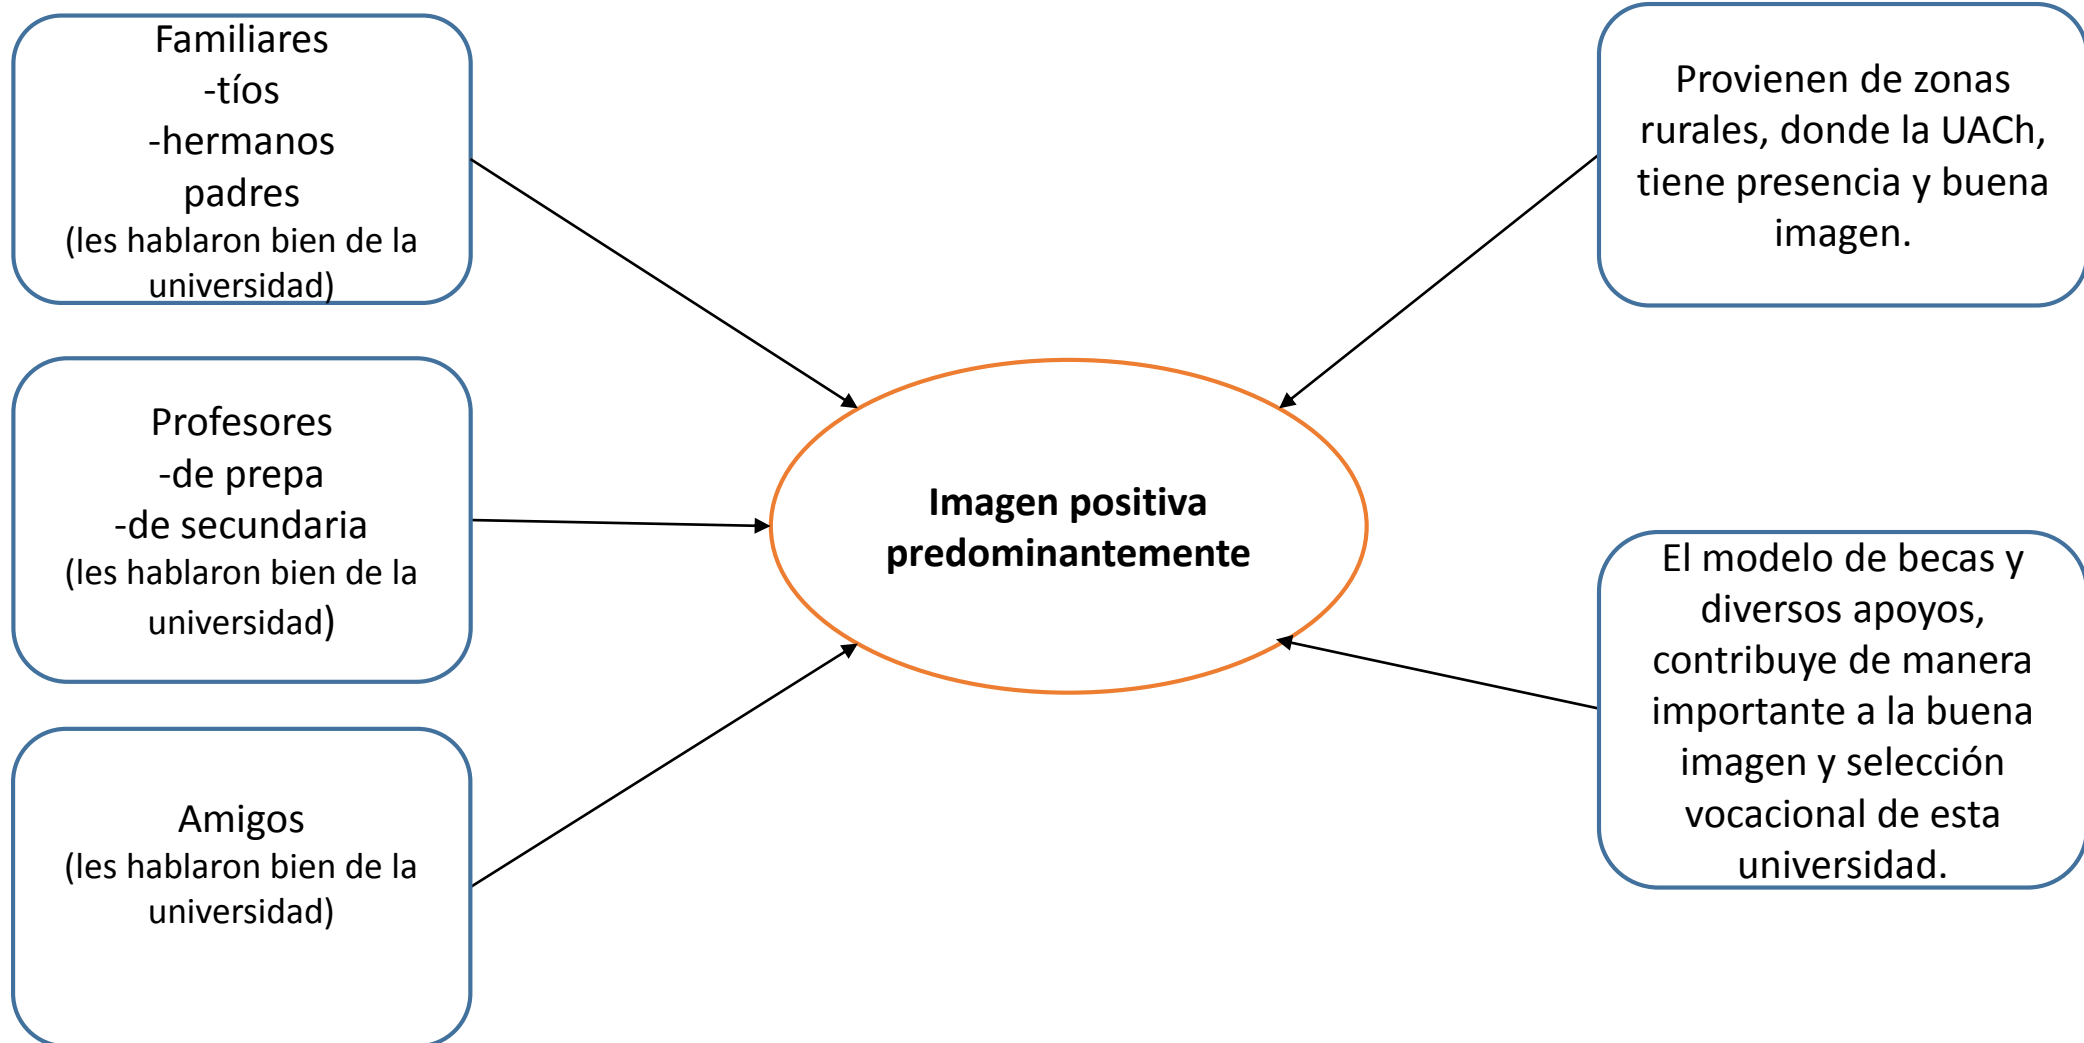 Familiares
-tíos
-hermanos
padres
(les hablaron bien de la
universidad)
Profesores
-de prepa
-de secundaria
(les hablaron bien de la
universidad)
Amigos
(les hablaron bien de la
universidad)
Imagen positiva
predominantemente
Provienen de zonas
rurales, donde la UACh,
tiene presencia y buena
imagen.
El modelo de becas y
diversos apoyos,
contribuye de manera
importante a la buena
imagen y selección
vocacional de esta
universidad.